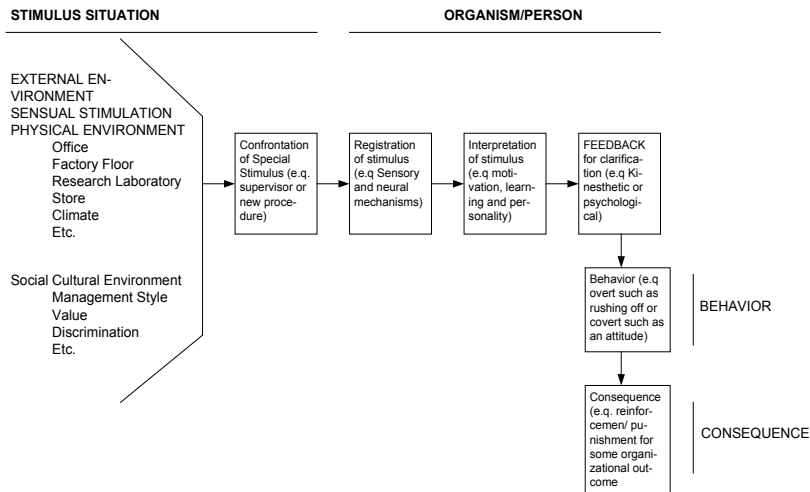 STIMULUS SITUATION
ORGANISM/PERSON
EXTERNAL EN-
VIRONMENT
SENSUAL STIMULATION
PHYSICAL ENVIRONMENT
Office
Factory Floor
Research Laboratory
Store
Climate
Etc.
Social Cultural Environment
Management Style
Value
Discrimination
Etc.
Confrontation
of Special
Stimulus (e.q.
supervisor or
new proce-
dure)
Registration
of stimulus
(e.q Sensory
and neural
mechanisms)
Interpretation
of stimulus
(e.q moti-
vation, learn-
ing and per-
sonality)
FEEDBACK
for clarifica-
tion (e.q Ki-
nesthetic or
psychological)
Behavior (e.q
overt such as
rushing off or
covert such as
an attitude)
BEHAVIOR
Consequence
(e.q. reinfor-
cemen/ pu-
nishment for
some organi-
zational out-
come
CONSEQUENCE